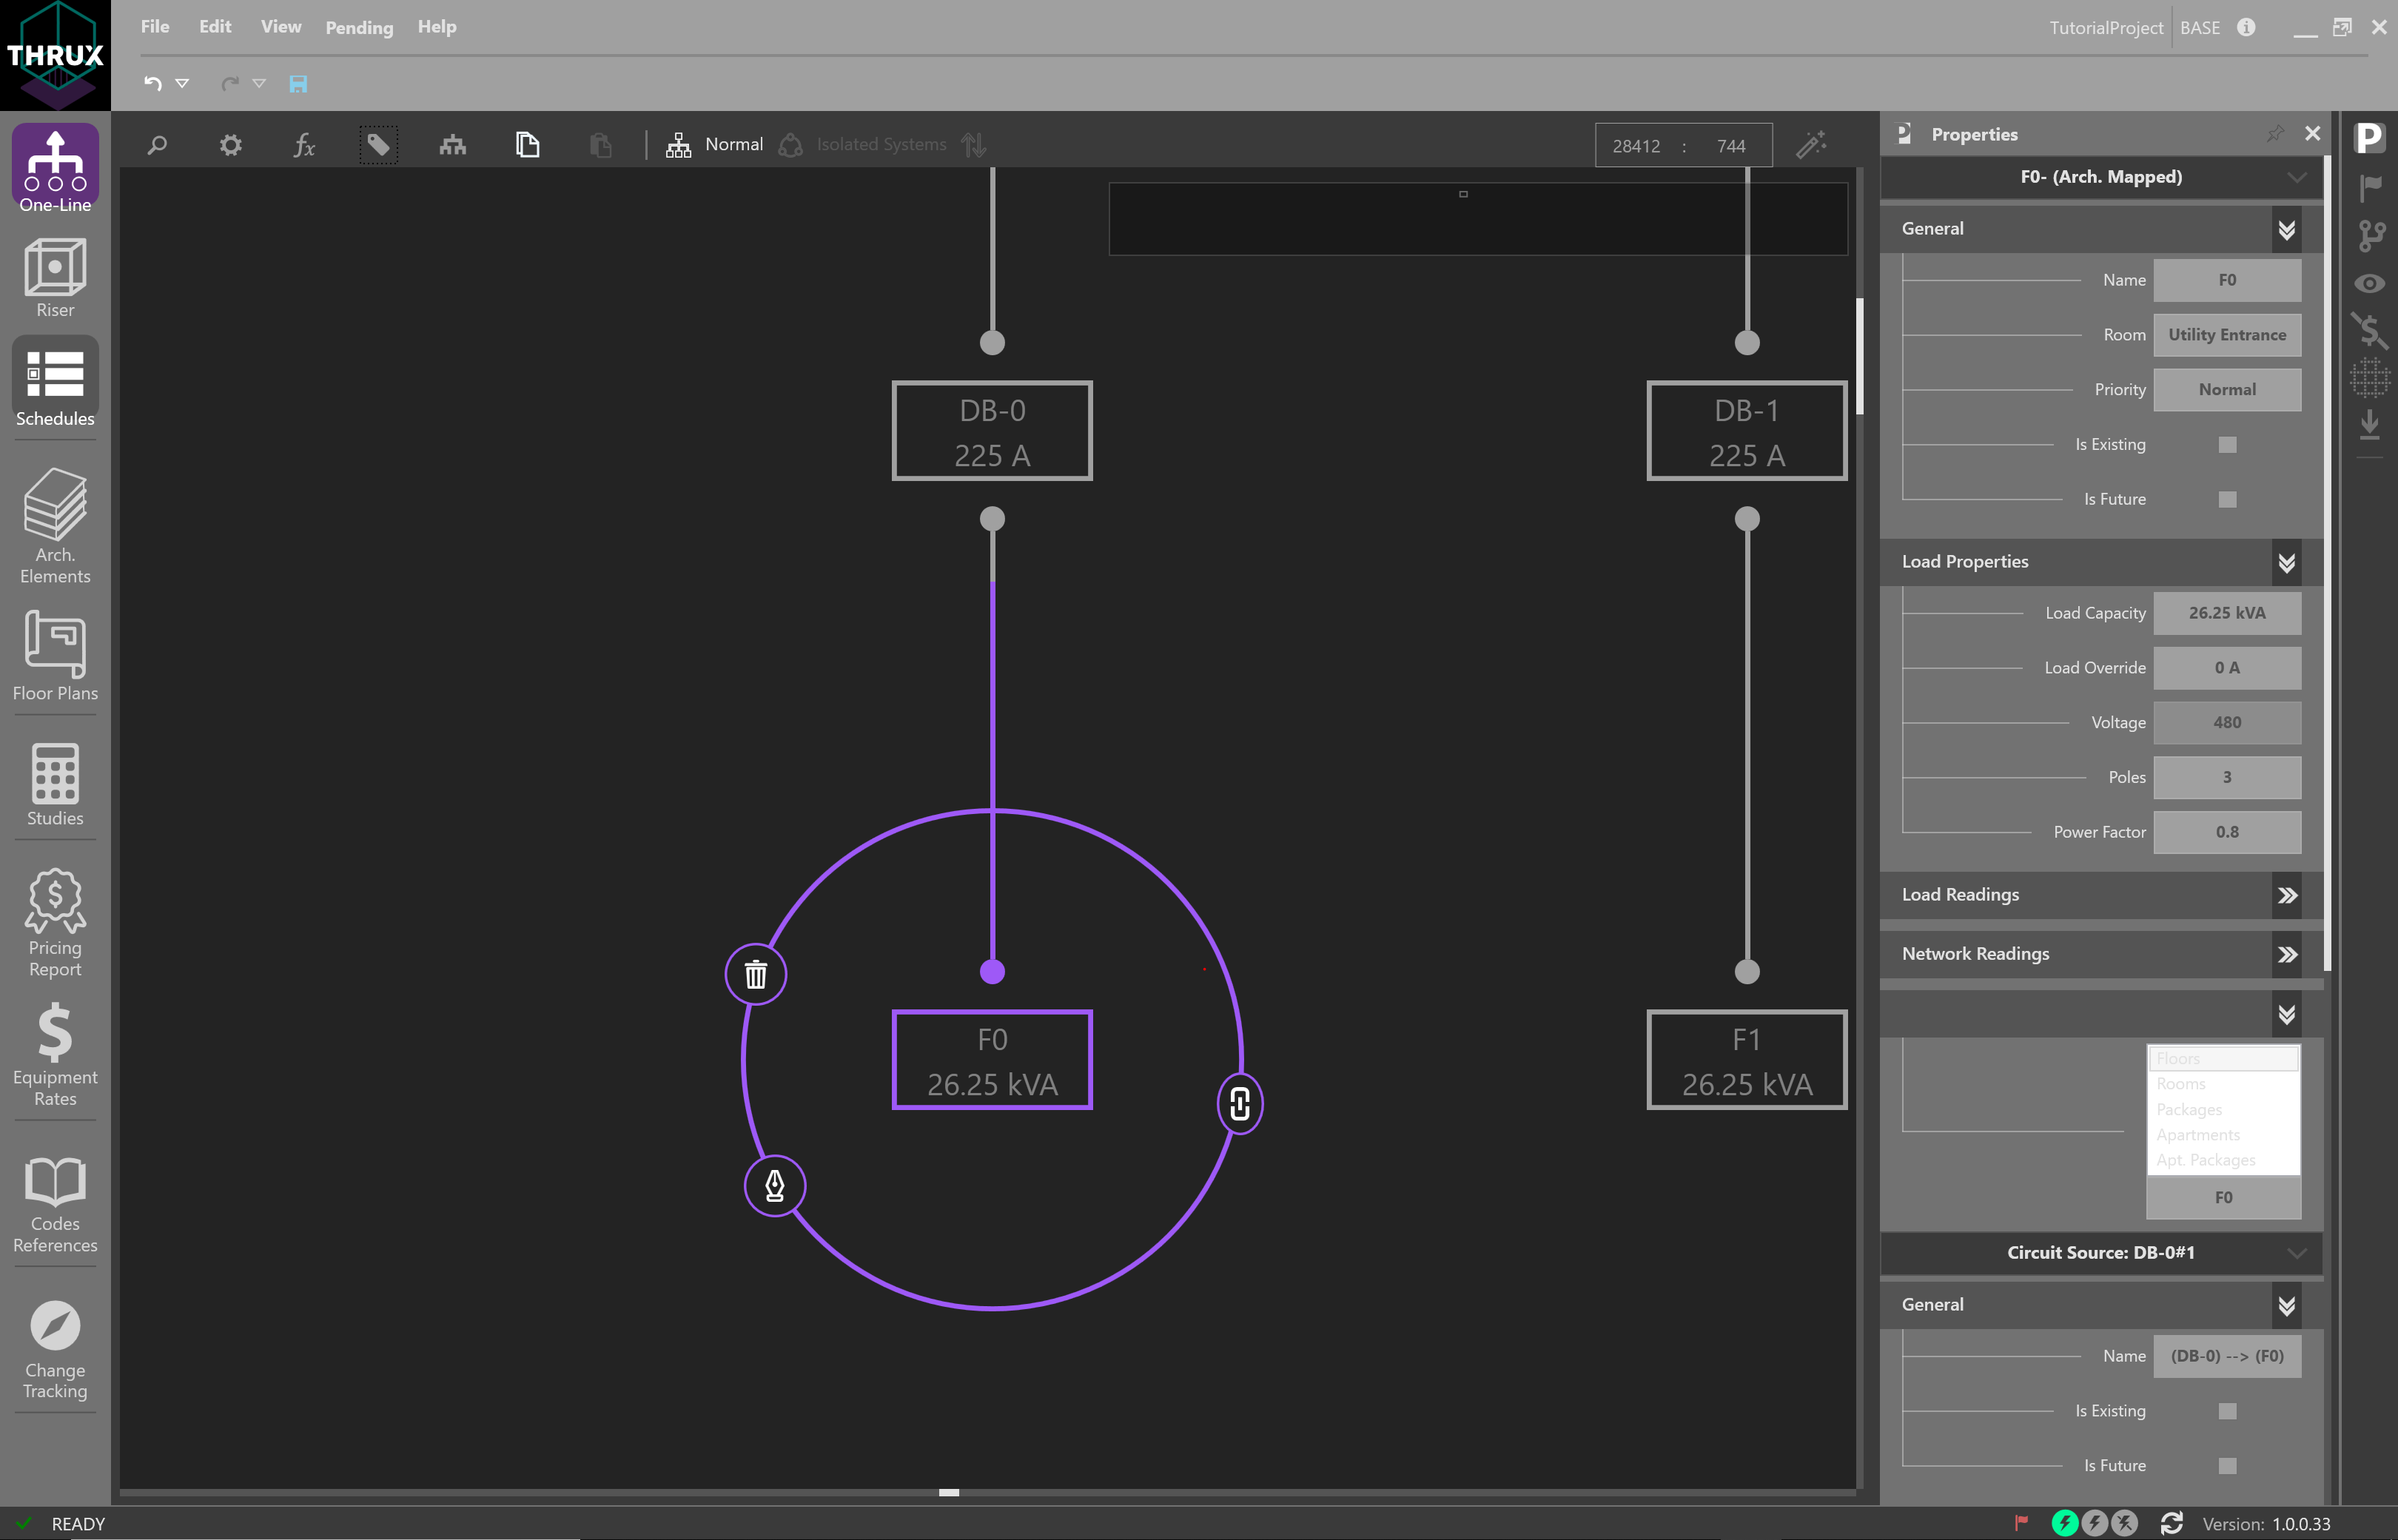 THRUX
File Edit View Pending Help
TutorialProject BASE
One-Line
Riser
Schedules
Arch.
Elements
Floor Plans
Studies
Pricing
Report
Equipment
Rates
Codes
References
Change
Tracking
fx
Normal
Isolated Systems
28412 : 744
DB-0
225 A
DB-1
225 A
F0
26.25 kVA
F1
26.25 kVA
Properties
F0- (Arch. Mapped)
General
Name F0
Room Utility Entrance
Priority Normal
Is Existing
Is Future
Load Properties
Load Capacity 26.25 kVA
Load Override 0 A
Voltage 480
Poles 3
Power Factor 0.8
Load Readings
Network Readings
Floors
Rooms
Packages
Apartments
Apt. Packages
F0
Circuit Source: DB-0#1
General
Name (DB-0) --> (F0)
Is Existing
Is Future
P
READY
Version: 1.0.0.33